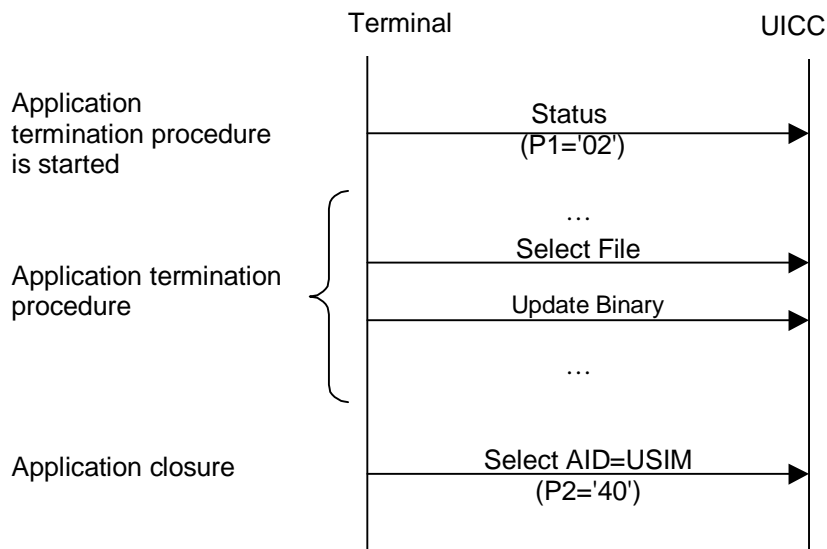 Terminal
UICC
Application
termination procedure
is started
Status
(P1='02')
…
Select File
Application termination
procedure
Update Binary
…
Application closure
Select AID=USIM
(P2='40')